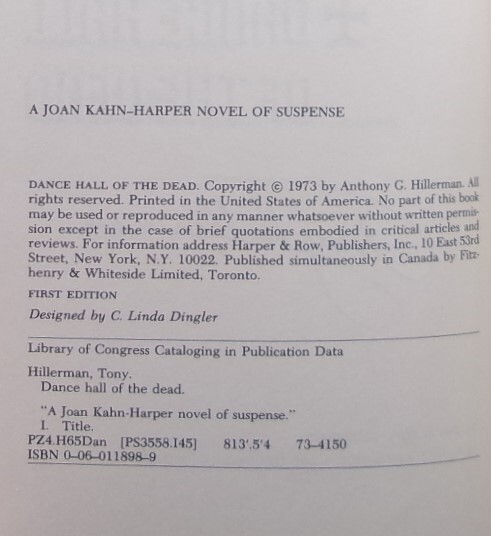 A JOAN KAHN–HARPER NOVEL OF SUSPENSE
DANCE HALL OF THE DEAD. Copyright © 1973 by Anthony G. Hillerman. All
rights reserved. Printed in the United States of America. No part of this book
may be used or reproduced in any manner whatsoever without written permis-
sion except in the case of brief quotations embodied in critical articles and
reviews. For information address Harper & Row, Publishers, Inc., 10 East 53rd
Street, New York, N.Y. 10022. Published simultaneously in Canada by Fitz-
henry & Whiteside Limited, Toronto.
FIRST EDITION
Designed by C. Linda Dingler
Library of Congress Cataloging in Publication Data
Hillerman, Tony.
Dance hall of the dead.
"A Joan Kahn-Harper novel of suspense."
I. Title.
PZ4.H65Dan [PS3558.I45] 813'.5'4 73–4150
ISBN 0–06–011898–9